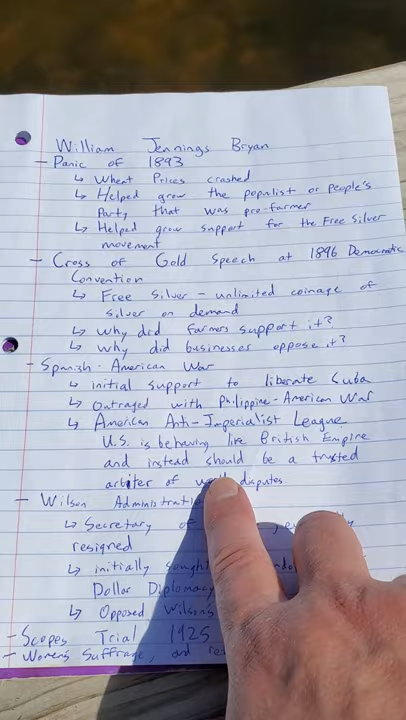 William Jennings Bryan
- Panic of 1893
↳ Wheat Prices crashed
↳ Helped grow the populist or people's
Party that was pro-farmer
↳ Helped grow support for the Free Silver
movement
- Cross of Gold Speech at 1896 Democratic
Convention
↳ Free Silver - unlimited coinage of
silver on demand
↳ Why did farmers support it?
↳ why did businesses oppose it?
- Spanish-American War
↳ initial support to liberate Cuba
↳ Outraged with Philippine-American War
↳ American Anti-Imperialist League
U.S. is behaving like British Empire
and instead should be a trusted
arbiter of disputes
- Wilson
↳ Secretary of
resigned
↳ initially sought
Dollar Diplomacy
↳ Opposed Wilson's
- Scopes Trial 1925
- Women's Suffrage, and